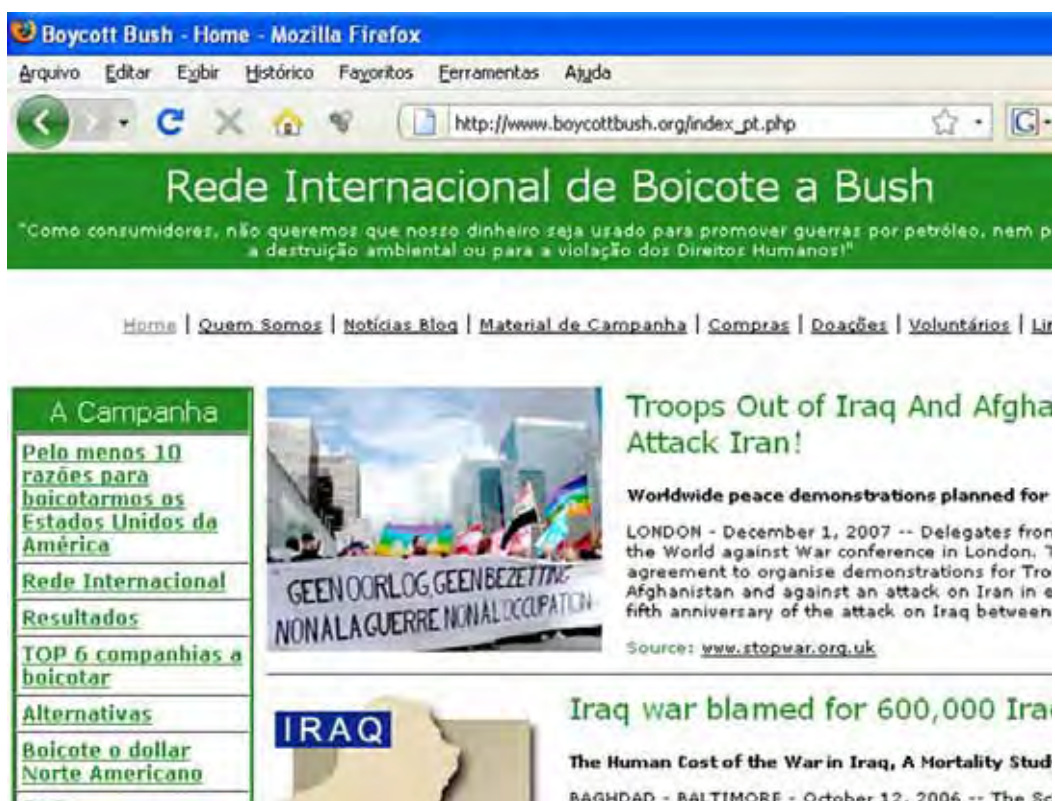 Boycott Bush - Home - Mozilla Firefox
Arquivo Editar Exibir Histórico Favoritos Ferramentas Ajuda
http://www.boycottbush.org/index_pt.php
G
Rede Internacional de Boicote a Bush
"Como consumidores, não queremos que nosso dinheiro seja usado para promover guerras por petróleo, nem p
a destruição ambiental ou para a violação dos Direitos Humanos!"
Home | Quem Somos | Notícias Blog | Material de Campanha | Compras | Doações | Voluntários | Lin
A Campanha
Pelo menos 10
razões para
boicotarmos os
Estados Unidos da
América
Rede Internacional
Resultados
TOP 6 companhias a
boicotar
Alternativas
Boicote o dollar
Norte Americano
GEEN OORLOG GEEN BEZETTING
NON A LA GUERRE NON A L'OCCUPATION
Troops Out of Iraq And Afgha
Attack Iran!
Worldwide peace demonstrations planned for
LONDON - December 1, 2007 -- Delegates from
the World against War conference in London. T
agreement to organise demonstrations for Tro
Afghanistan and against an attack on Iran in e
fifth anniversary of the attack on Iraq between
Source: www.stopwar.org.uk
IRAQ
Iraq war blamed for 600,000 Irac
The Human Cost of the War in Iraq, A Mortality Stud
BAGHDAD - BALTIMORE - October 12, 2006 -- The Sc